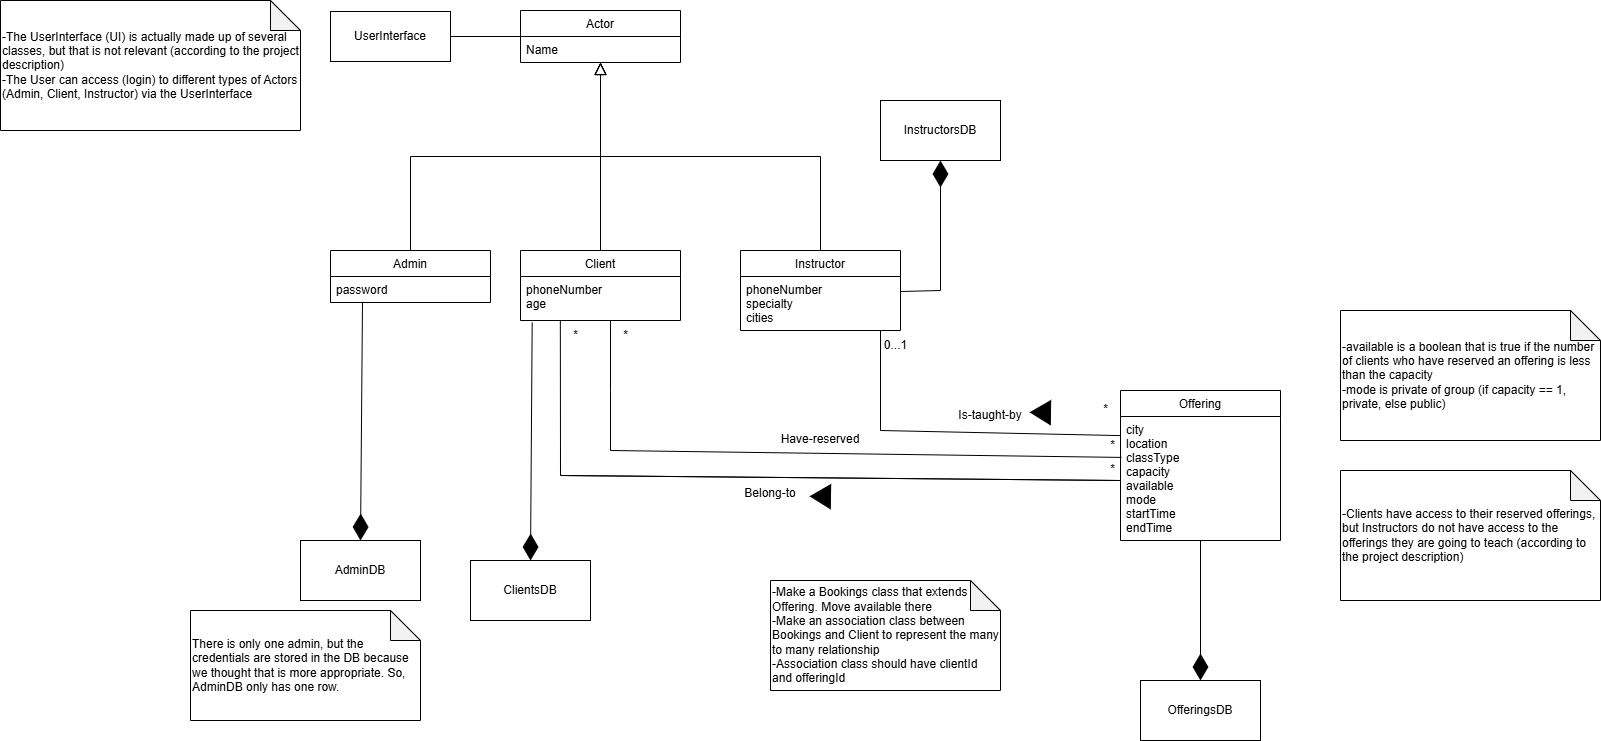 -The UserInterface (UI) is actually made up of several
classes, but that is not relevant (according to the project
description)
-The User can access (login) to different types of Actors
(Admin, Client, Instructor) via the UserInterface
UserInterface
Actor
Name
InstructorsDB
Admin
password
Client
phoneNumber
age
Instructor
phoneNumber
specialty
cities
*
*
0...1
-available is a boolean that is true if the number
of clients who have reserved an offering is less
than the capacity
-mode is private of group (if capacity == 1,
private, else public)
Is-taught-by
*
Have-reserved
*
Belong-to
*
Offering
city
location
classType
capacity
available
mode
startTime
endTime
-Clients have access to their reserved offerings,
but Instructors do not have access to the
offerings they are going to teach (according to
the project description)
AdminDB
ClientsDB
-Make a Bookings class that extends
Offering. Move available there
-Make an association class between
Bookings and Client to represent the many
to many relationship
-Association class should have clientId
and offeringId
There is only one admin, but the
credentials are stored in the DB because
we thought that is more appropriate. So,
AdminDB only has one row.
OfferingsDB